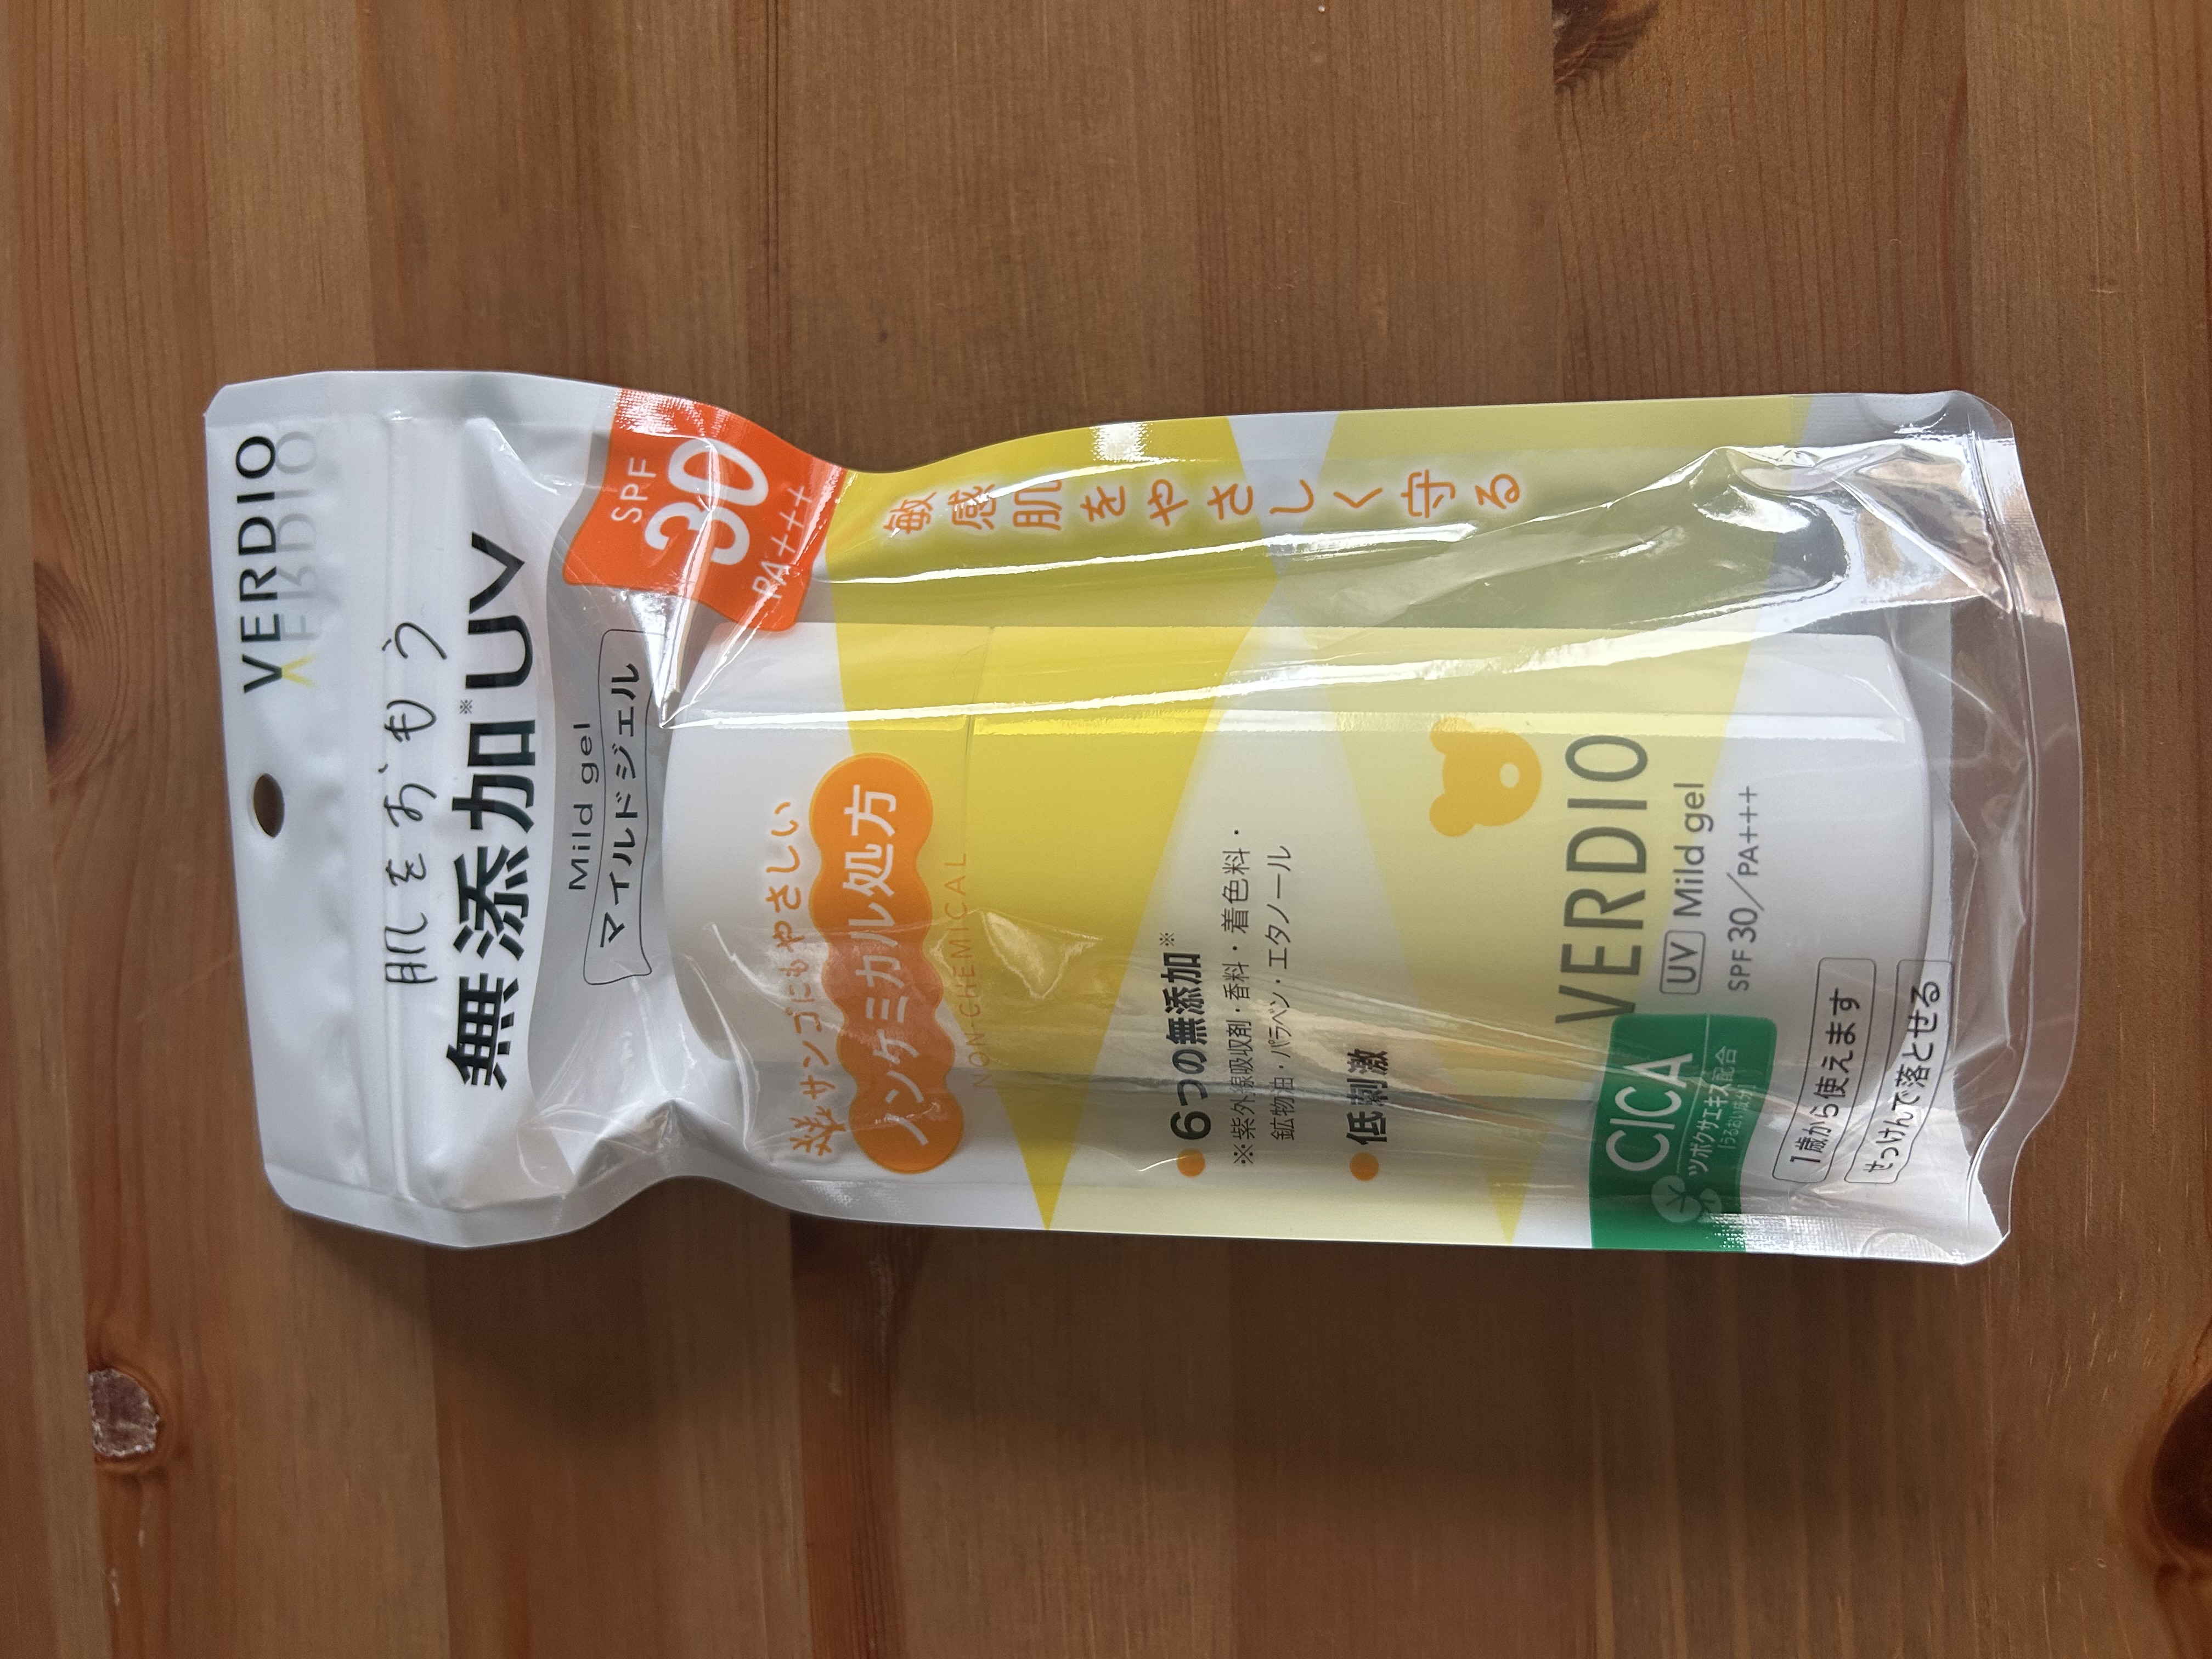 VERDIO
肌をおもう
無添加※UV
Mild gel
マイルドジェル
SPF
30
PA+++
敏感肌をやさしく守る
サンゴにもやさしい
ノンケミカル処方
NON-CHEMICAL
6つの無添加※
※紫外線吸収剤・香料・着色料・
鉱物油・パラベン・エタノール
低刺激
VERDIO
UV Mild gel
SPF 30/PA+++
CICA
ツボクサエキス配合
[うるおい成分]
1歳から使えます
せっけんで落とせる